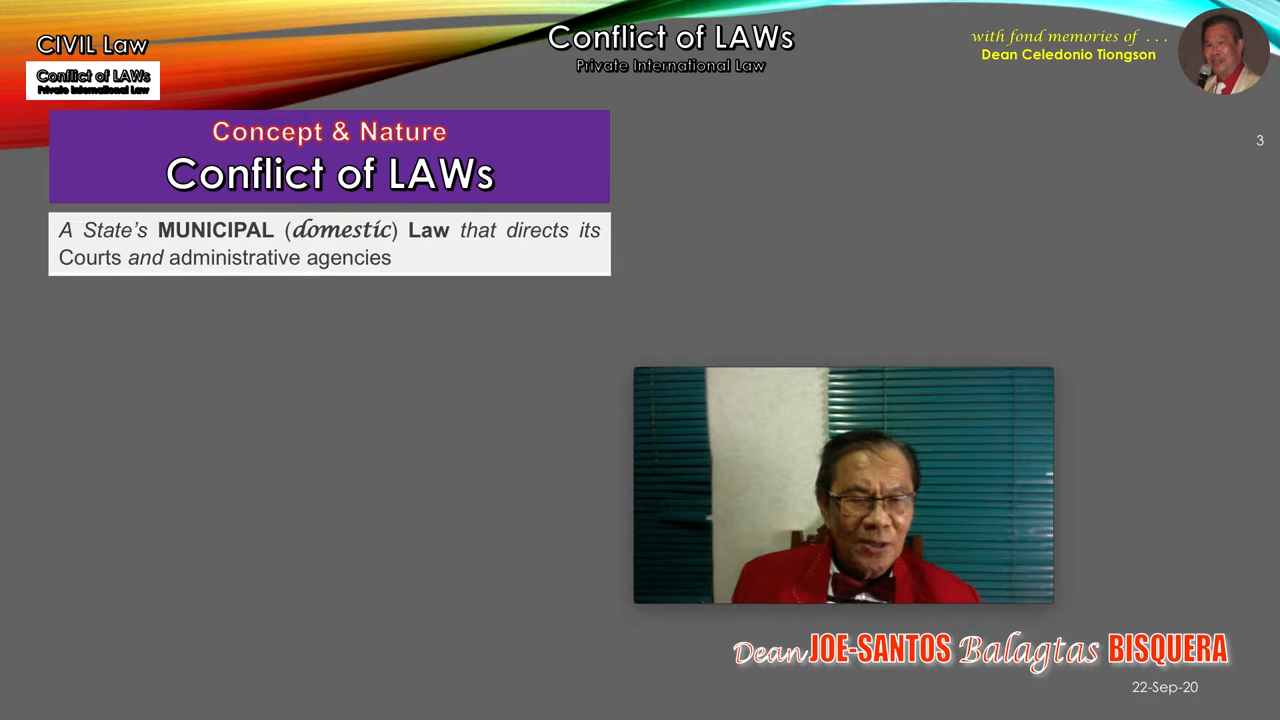 CIVIL Law
Conflict of LAWs
Private International Law
Conflict of LAWs
Private International Law
with fond memories of . . .
Dean Celedonio Tiongson
3
Concept & Nature
Conflict of LAWs
A State's MUNICIPAL (domestic) Law that directs its
Courts and administrative agencies
Dean JOE-SANTOS Balagtas BISQUERA
22-Sep-20